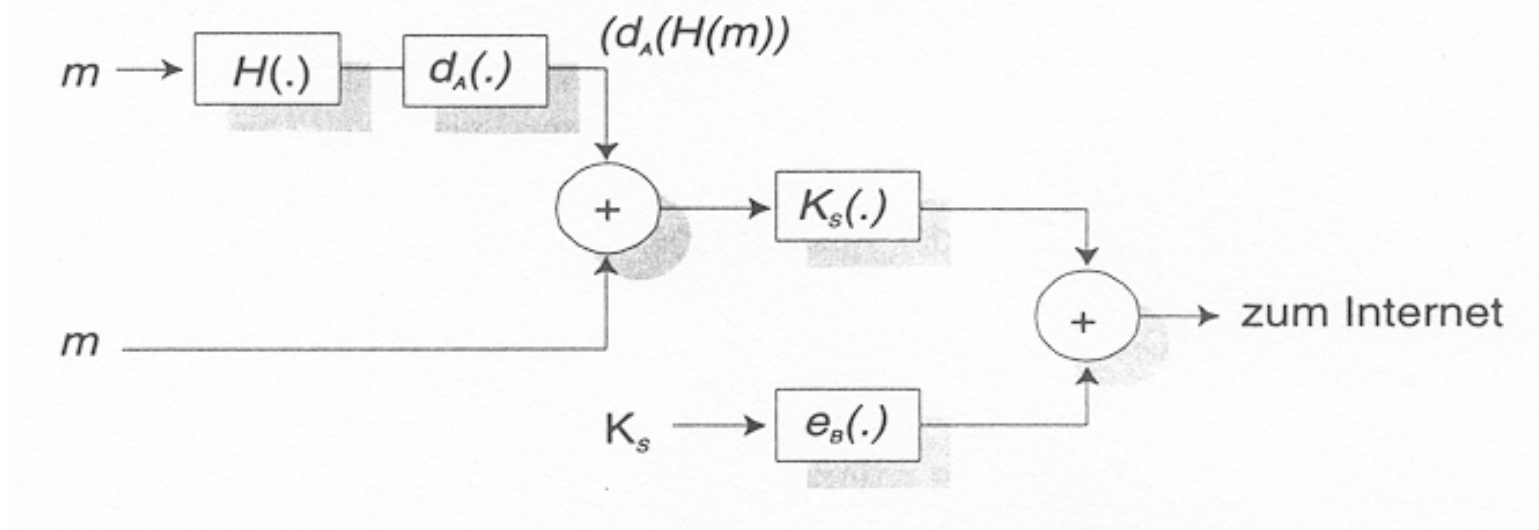 (d_A(H(m))
m H(.) d_A(.)
+ K_s(.)
+ zum Internet
m
K_s e_B(.)